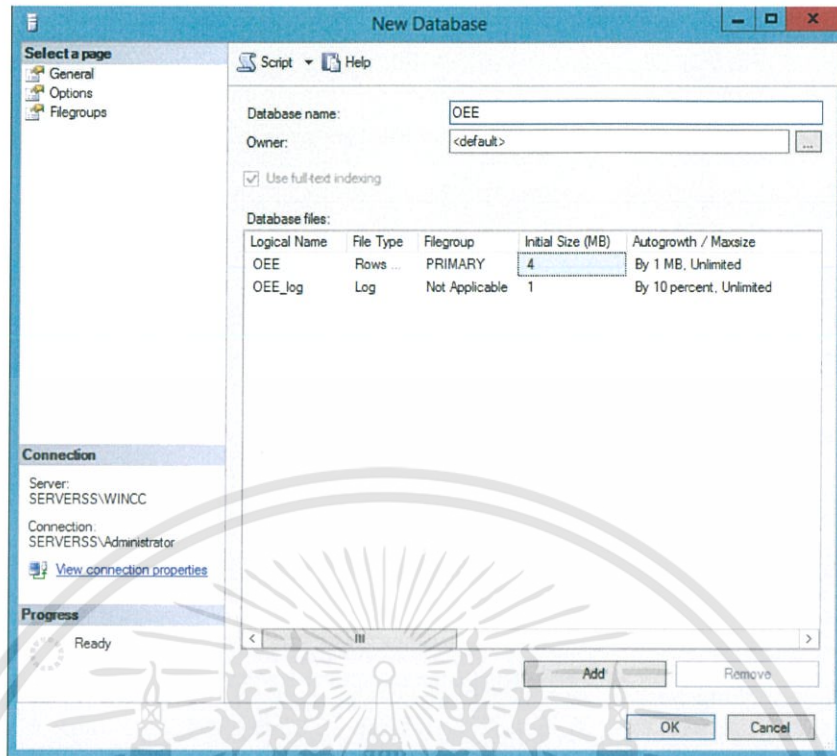 New Database
Select a page
General
Options
Filegroups
Script Help
Database name: OEE
Owner: <default> ...
Use full-text indexing
Database files:
Logical Name File Type Filegroup Initial Size (MB) Autogrowth / Maxsize
OEE Rows ... PRIMARY 4 By 1 MB, Unlimited
OEE_log Log Not Applicable 1 By 10 percent, Unlimited
Connection
Server:
SERVERSS\WINCC
Connection:
SERVERSS\Administrator
View connection properties
Progress
Ready
Add Remove
OK Cancel